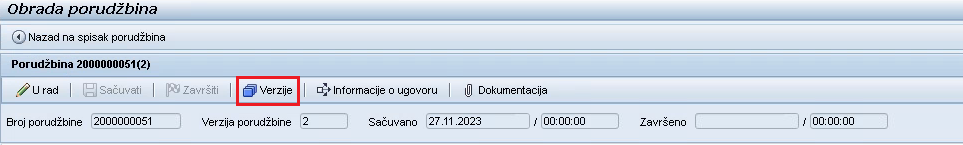 Obrada porudžbina
Nazad na spisak porudžbina
Porudžbina 2000000051(2)
U rad Sačuvati Završiti Verzije Informacije o ugovoru Dokumentacija
Broj porudžbine 2000000051 Verzija porudžbine 2 Sačuvano 27.11.2023 / 00:00:00 Završeno / 00:00:00